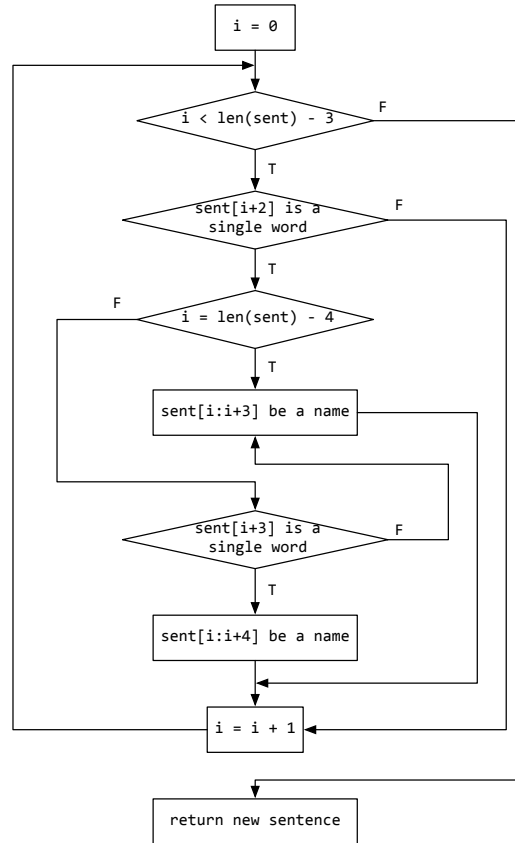 i = 0
i < len(sent) - 3
F
T
sent[i+2] is a
single word
F
T
F
i = len(sent) - 4
T
sent[i:i+3] be a name
sent[i+3] is a
single word
F
T
sent[i:i+4] be a name
i = i + 1
return new sentence